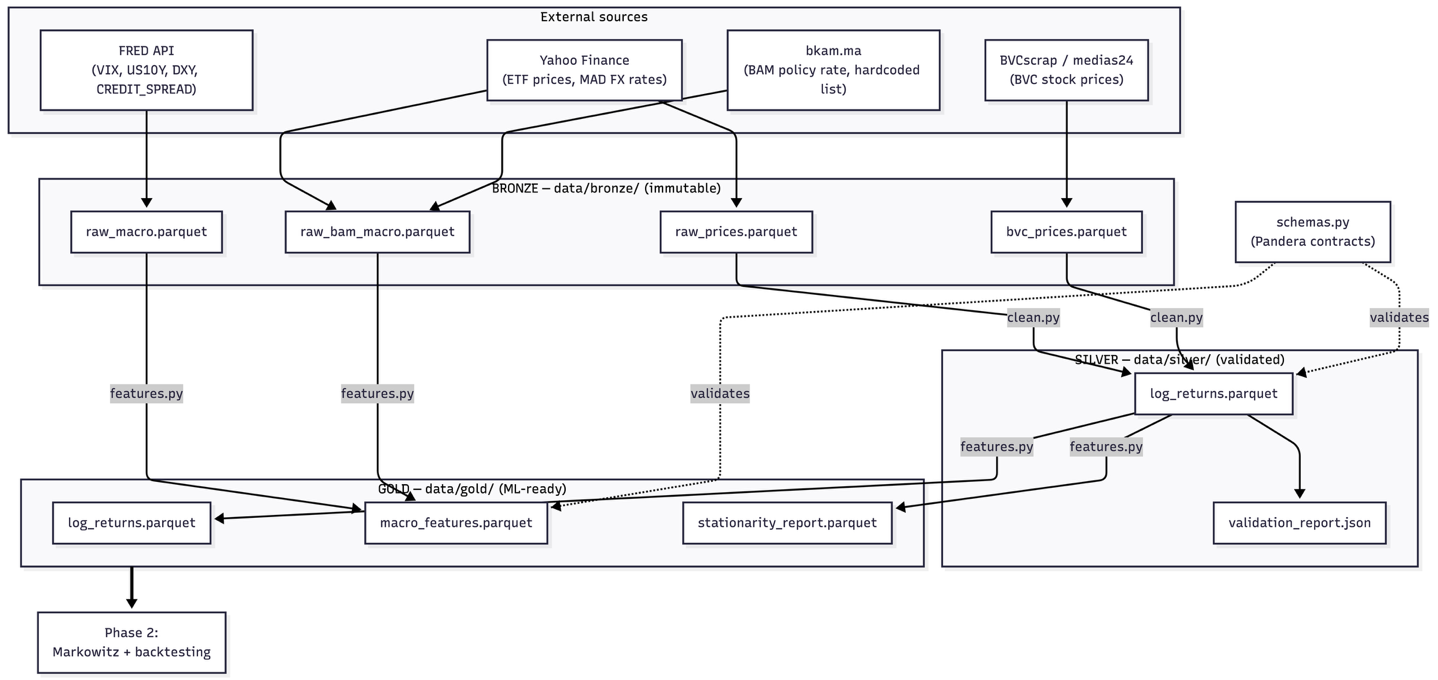 External sources
FRED API
(VIX, US10Y, DXY,
CREDIT_SPREAD)
Yahoo Finance
(ETF prices, MAD FX rates)
bkam.ma
(BAM policy rate, hardcoded
list)
BVCscrap / medias24
(BVC stock prices)
BRONZE — data/bronze/ (immutable)
raw_macro.parquet
raw_bam_macro.parquet
raw_prices.parquet
bvc_prices.parquet
schemas.py
(Pandera contracts)
clean.py
clean.py
validates
SILVER — data/silver/ (validated)
log_returns.parquet
features.py
features.py
validates
features.py
features.py
GOLD — data/gold/ (ML-ready)
log_returns.parquet
macro_features.parquet
stationarity_report.parquet
validation_report.json
Phase 2:
Markowitz + backtesting